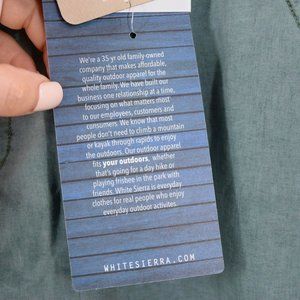 We're a 35 yr old family-owned
company that makes affordable,
quality outdoor apparel for the
whole family. We have built our
business one relationship at a time,
focusing on what matters most
to our employees, customers and
consumers. We know that most
people don't need to climb a mountain
or kayak through rapids to enjoy
the outdoors. Our outdoor apparel
fits your outdoors, whether
that's going for a day hike or
playing frisbee in the park with
friends. White Sierra is everyday
clothes for real people who enjoy
everyday outdoor activites.
WHITESIERRA.COM